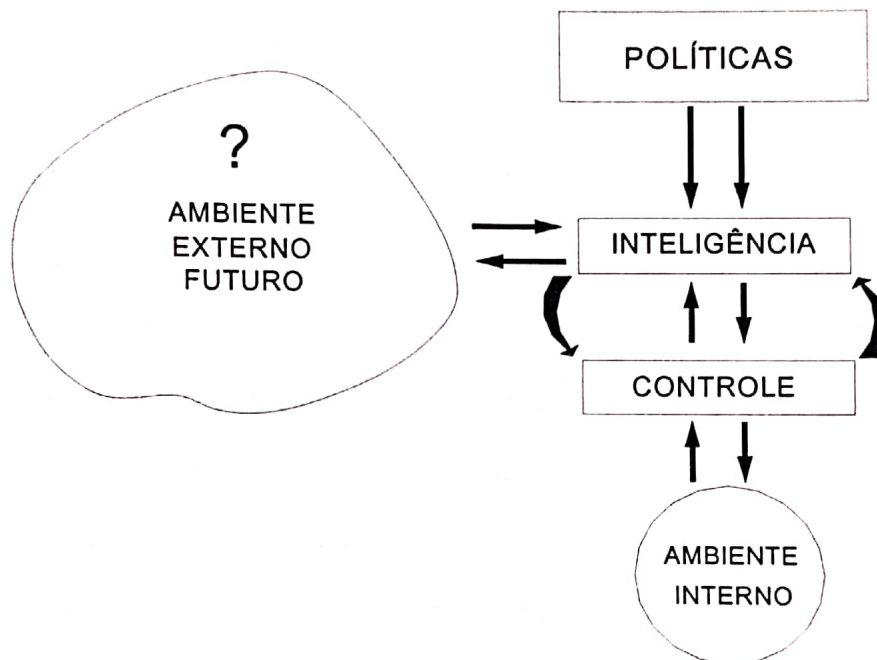 POLÍTICAS
?
AMBIENTE
EXTERNO
FUTURO
INTELIGÊNCIA
CONTROLE
AMBIENTE
INTERNO